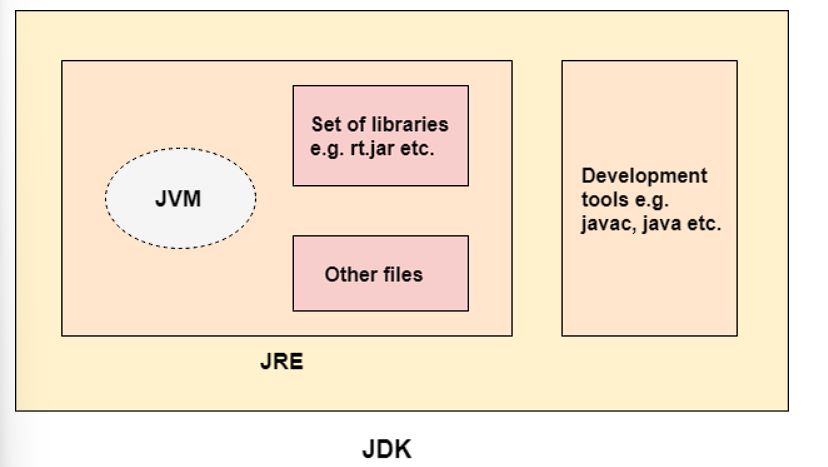 Set of libraries
e.g. rt.jar etc.
JVM
Development
tools e.g.
javac, java etc.
Other files
JRE
JDK